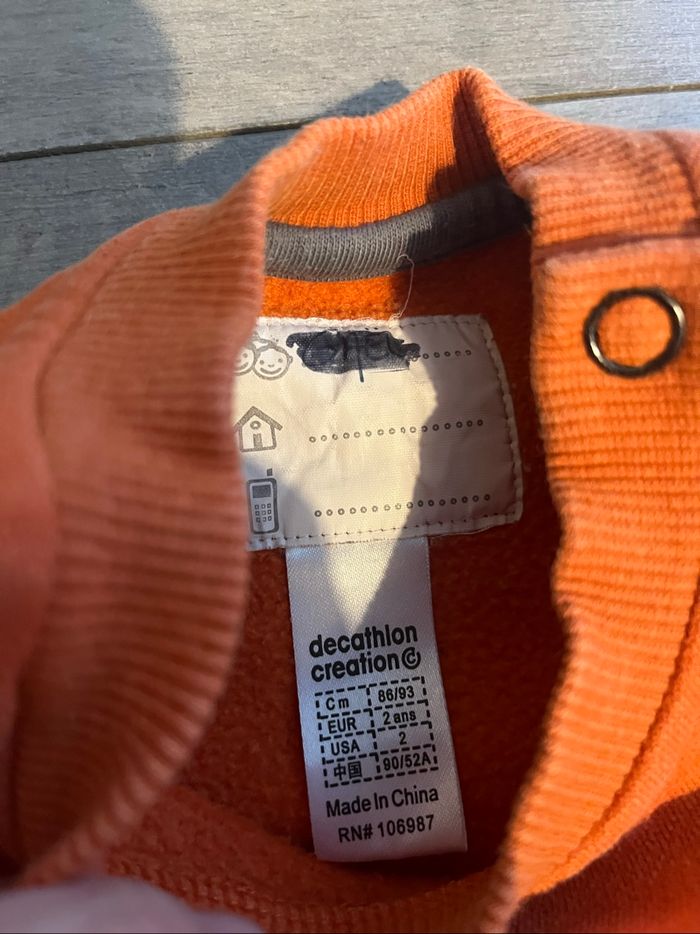 decathlon
creation
Cm 86/93
EUR 2 ans
USA 2
中国 90/52A
Made In China
RN# 106987